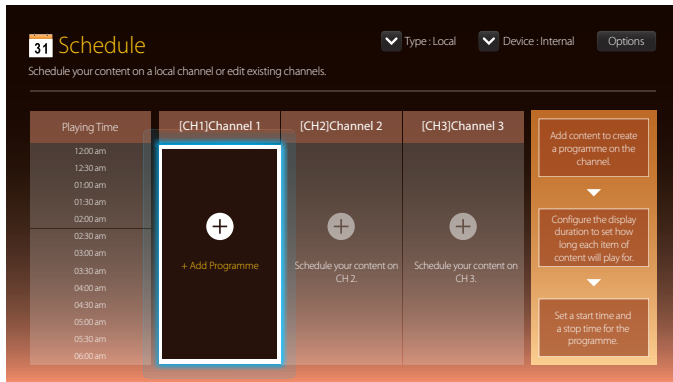 31 Schedule
Type : Local
Device : Internal
Options
Schedule your content on a local channel or edit existing channels.
Playing Time
[CH1]Channel 1
[CH2]Channel 2
[CH3]Channel 3
12:00 am
12:30 am
01:00 am
01:30 am
02:00 am
02:30 am
03:00 am
03:30 am
04:00 am
04:30 am
05:00 am
05:30 am
06:00 am
+ Add Programme
Schedule your content on
CH 2.
Schedule your content on
CH 3.
Add content to create
a programme on the
channel.
Configure the display
duration to set how
long each item of
content will play for.
Set a start time and
a stop time for the
programme.